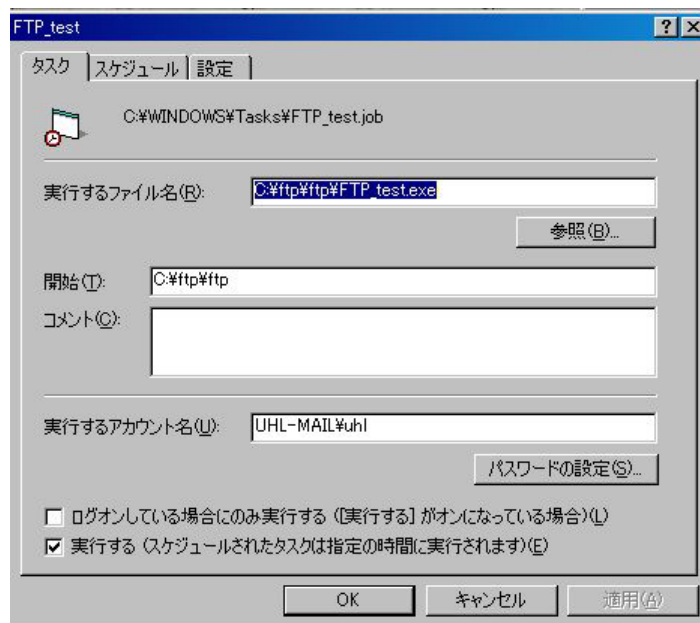 FTP_test
タスク
スケジュール
設定
C:¥WINDOWS¥Tasks¥FTP_test.job
実行するファイル名(R):
C:¥ftp¥ftp¥FTP_test.exe
参照(B)...
開始(T):
C:¥ftp¥ftp
コメント(C):
実行するアカウント名(U):
UHL-MAIL¥uhl
パスワードの設定(S)...
ログオンしている場合にのみ実行する ([実行する] がオンになっている場合)(L)
実行する (スケジュールされたタスクは指定の時間に実行されます)(E)
OK
キャンセル
適用(A)